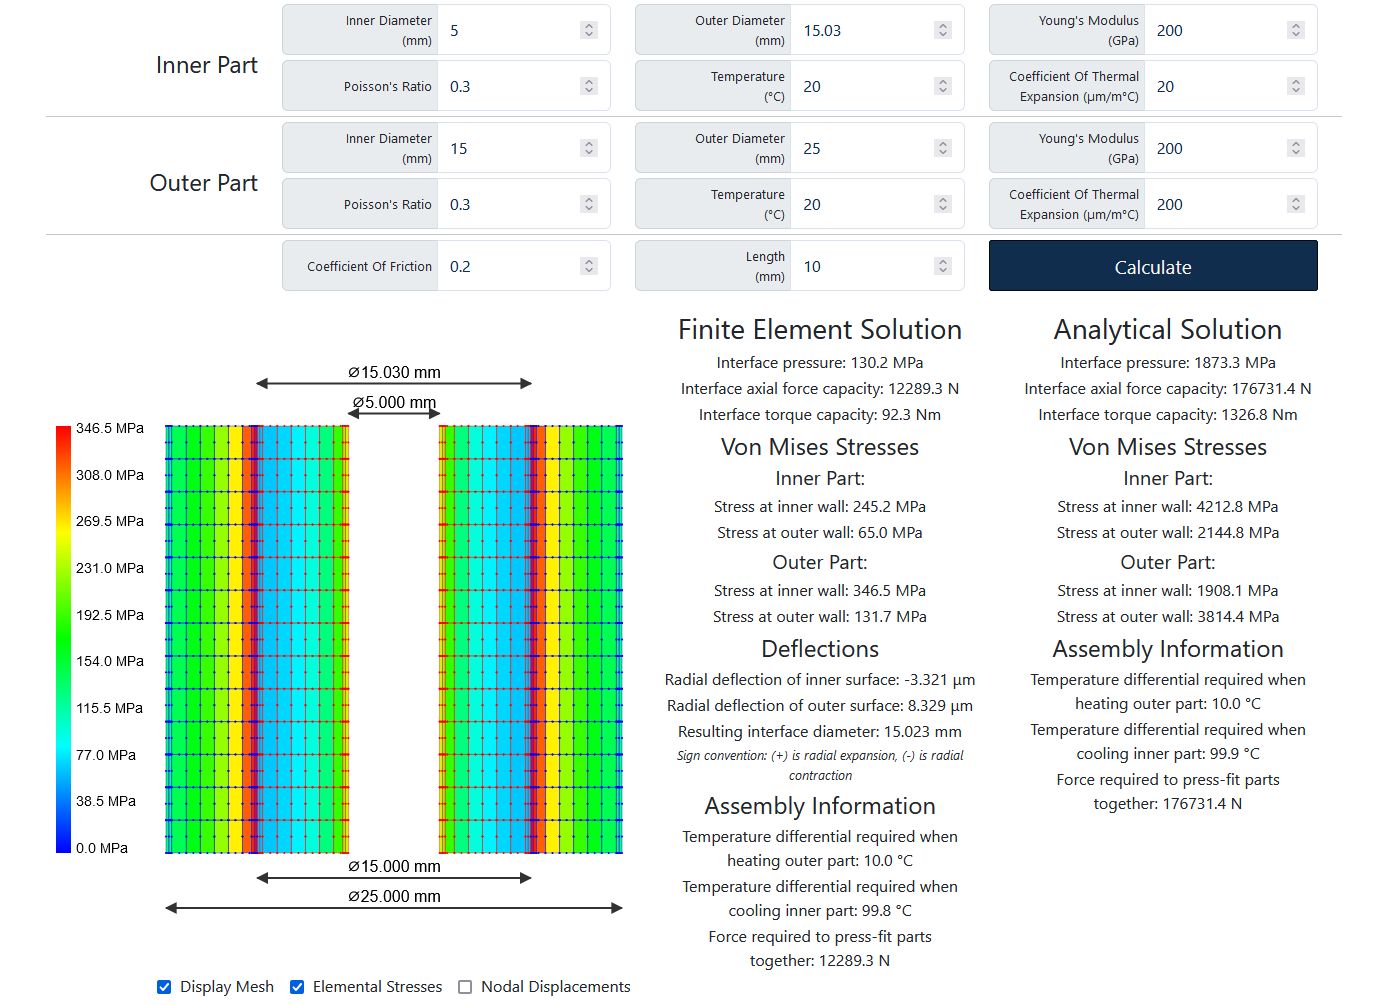 Inner Part
Inner Diameter
(mm)
5
Outer Diameter
(mm)
15.03
Young's Modulus
(GPa)
200
Poisson's Ratio
0.3
Temperature
(°C)
20
Coefficient Of Thermal
Expansion (µm/m°C)
20
Outer Part
Inner Diameter
(mm)
15
Outer Diameter
(mm)
25
Young's Modulus
(GPa)
200
Poisson's Ratio
0.3
Temperature
(°C)
20
Coefficient Of Thermal
Expansion (µm/m°C)
200
Coefficient Of Friction
0.2
Length
(mm)
10
Calculate
⌀15.030 mm
⌀5.000 mm
346.5 MPa
308.0 MPa
269.5 MPa
231.0 MPa
192.5 MPa
154.0 MPa
115.5 MPa
77.0 MPa
38.5 MPa
0.0 MPa
⌀15.000 mm
⌀25.000 mm
Display Mesh
Elemental Stresses
Nodal Displacements
Finite Element Solution
Interface pressure: 130.2 MPa
Interface axial force capacity: 12289.3 N
Interface torque capacity: 92.3 Nm
Von Mises Stresses
Inner Part:
Stress at inner wall: 245.2 MPa
Stress at outer wall: 65.0 MPa
Outer Part:
Stress at inner wall: 346.5 MPa
Stress at outer wall: 131.7 MPa
Deflections
Radial deflection of inner surface: -3.321 µm
Radial deflection of outer surface: 8.329 µm
Resulting interface diameter: 15.023 mm
Sign convention: (+) is radial expansion, (-) is radial
contraction
Assembly Information
Temperature differential required when
heating outer part: 10.0 °C
Temperature differential required when
cooling inner part: 99.8 °C
Force required to press-fit parts
together: 12289.3 N
Analytical Solution
Interface pressure: 1873.3 MPa
Interface axial force capacity: 176731.4 N
Interface torque capacity: 1326.8 Nm
Von Mises Stresses
Inner Part:
Stress at inner wall: 4212.8 MPa
Stress at outer wall: 2144.8 MPa
Outer Part:
Stress at inner wall: 1908.1 MPa
Stress at outer wall: 3814.4 MPa
Assembly Information
Temperature differential required when
heating outer part: 10.0 °C
Temperature differential required when
cooling inner part: 99.9 °C
Force required to press-fit parts
together: 176731.4 N